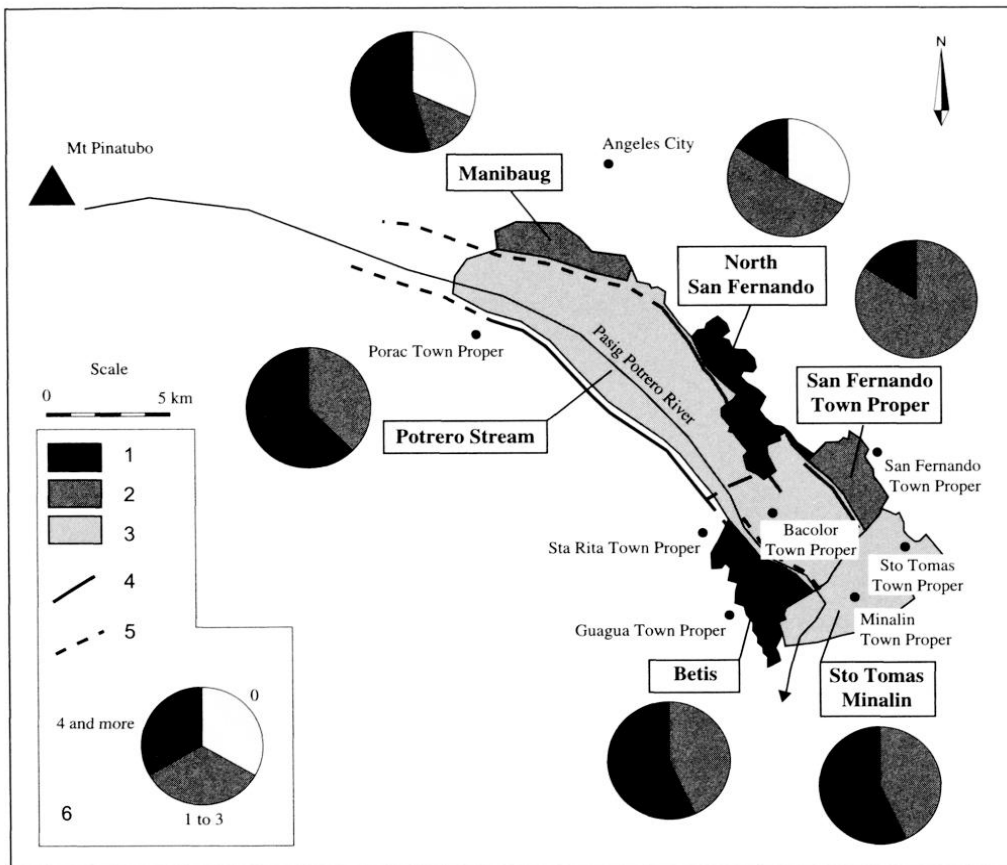 N
Mt Pinatubo
Angeles City
Manibaug
North
San Fernando
Porac Town Proper
Pasig Potrero River
Scale
0 5 km
San Fernando
Town Proper
Potrero Stream
1
2
3
4
5
San Fernando
Town Proper
Bacolor
Town Proper
Sta Rita Town Proper
Sto Tomas
Town Proper
Minalin
Town Proper
Guagua Town Proper
Betis
Sto Tomas
Minalin
0
4 and more
1 to 3
6